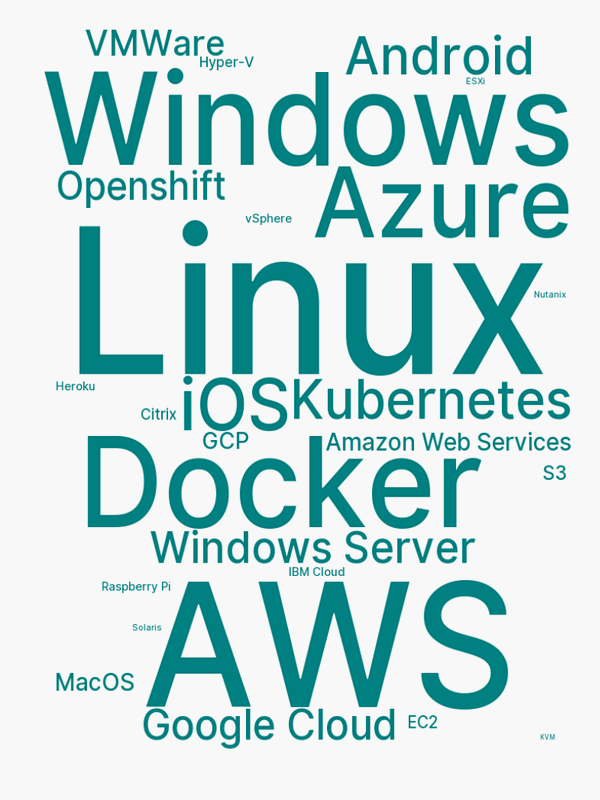 VMWare
Hyper-V
Android
ESXi
Windows
Openshift
Azure
vSphere
Linux
Nutanix
Heroku
Citrix
iOS
Kubernetes
GCP
Amazon Web Services
Docker
S3
Windows Server
IBM Cloud
Raspberry Pi
AWS
Solaris
MacOS
Google Cloud
EC2
KVM